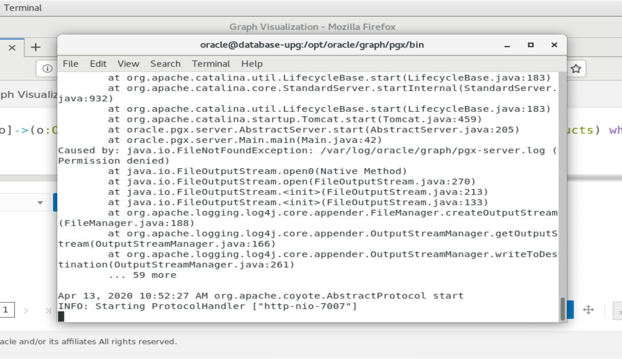 Terminal
Graph Visualization - Mozilla Firefox
oracle@database-upg:/opt/oracle/graph/pgx/bin
File Edit View Search Terminal Help
ph Visualiz
o]->(o:O
ucts) wh
at org.apache.catalina.util.LifecycleBase.start(LifecycleBase.java:183)
at org.apache.catalina.core.StandardServer.startInternal(StandardServer.
java:932)
at org.apache.catalina.util.LifecycleBase.start(LifecycleBase.java:183)
at org.apache.catalina.startup.Tomcat.start(Tomcat.java:459)
at oracle.pgx.server.AbstractServer.start(AbstractServer.java:205)
at oracle.pgx.server.Main.main(Main.java:42)
Caused by: java.io.FileNotFoundException: /var/log/oracle/graph/pgx-server.log (
Permission denied)
at java.io.FileOutputStream.open0(Native Method)
at java.io.FileOutputStream.open(FileOutputStream.java:270)
at java.io.FileOutputStream.<init>(FileOutputStream.java:213)
at java.io.FileOutputStream.<init>(FileOutputStream.java:133)
at org.apache.logging.log4j.core.appender.FileManager.createOutputStream
(FileManager.java:188)
at org.apache.logging.log4j.core.appender.OutputStreamManager.getOutputS
tream(OutputStreamManager.java:166)
at org.apache.logging.log4j.core.appender.OutputStreamManager.writeToDes
tination(OutputStreamManager.java:261)
... 59 more
Apr 13, 2020 10:52:27 AM org.apache.coyote.AbstractProtocol start
INFO: Starting ProtocolHandler ["http-nio-7007"]
1
acle and/or its affiliates All rights reserved.